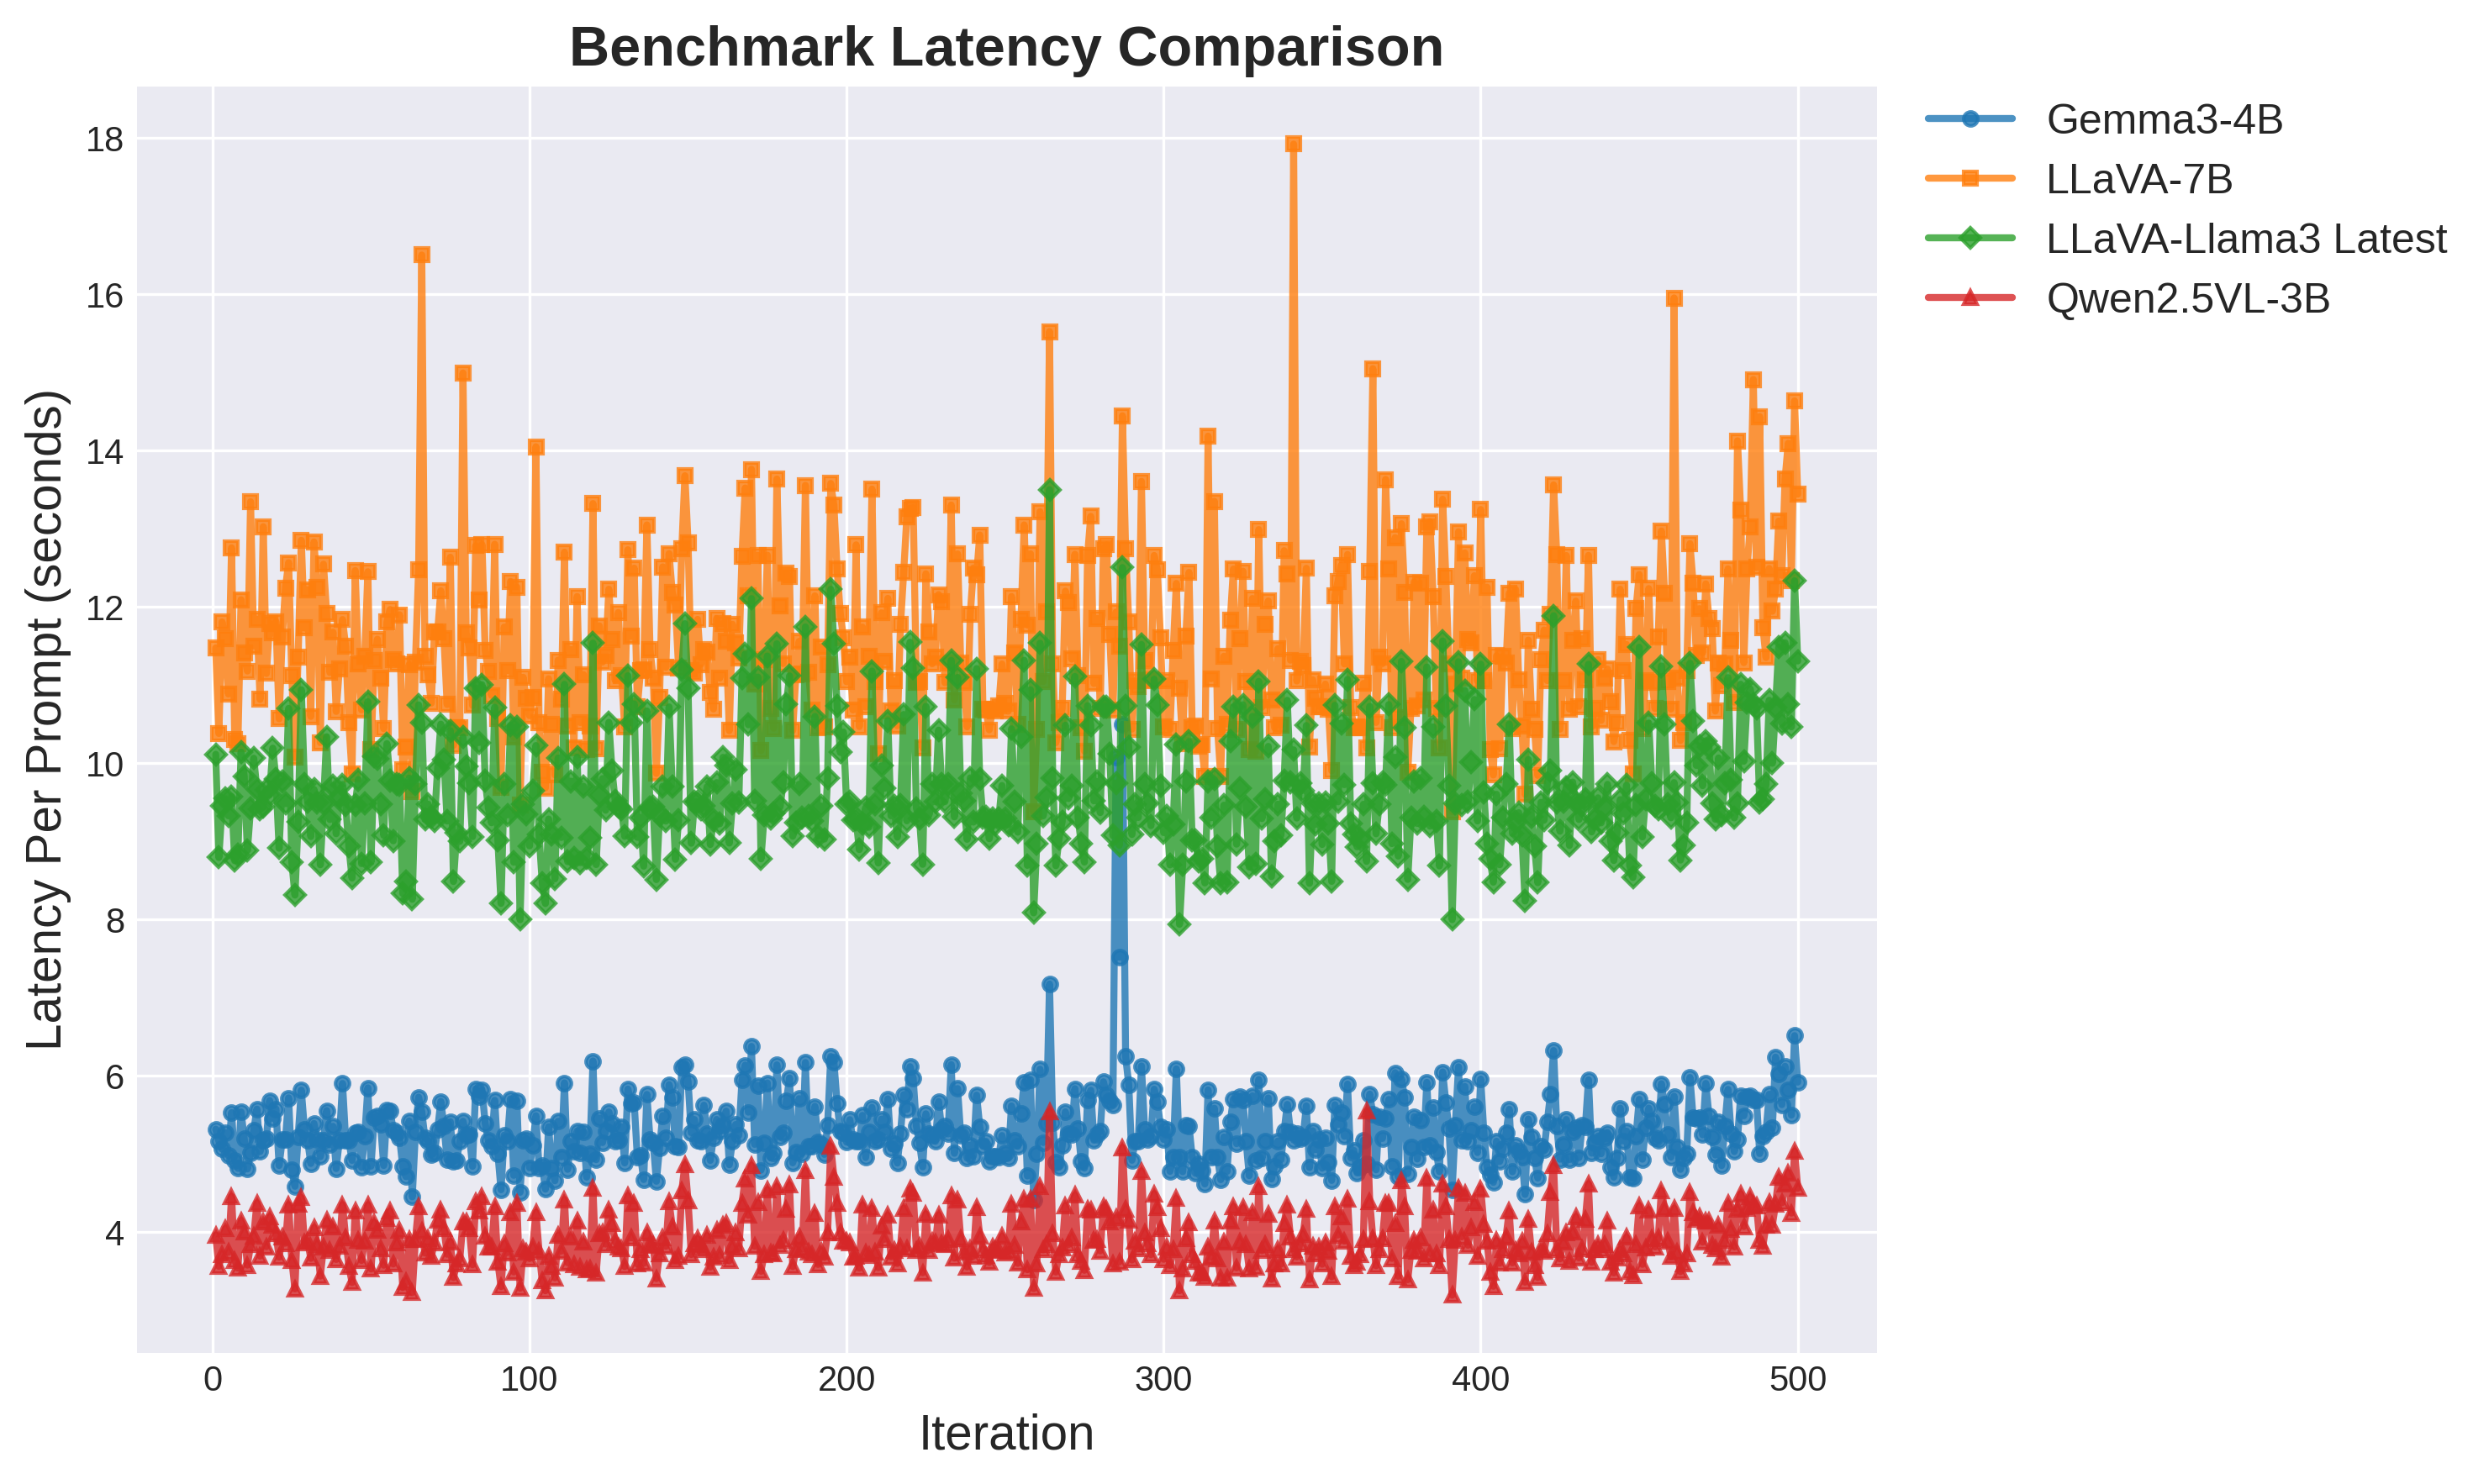 Benchmark Latency Comparison
Latency Per Prompt (seconds)
18
16
14
12
10
8
6
4
0 100 200 300 400 500
Iteration
Gemma3-4B
LLaVA-7B
LLaVA-Llama3 Latest
Qwen2.5VL-3B